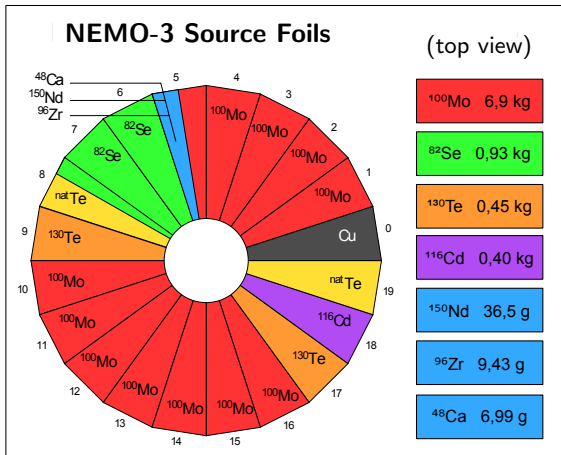 NEMO-3 Source Foils
(top view)
⁴⁸Ca
¹⁵⁰Nd
⁹⁶Zr
0
1
2
3
4
5
6
7
8
9
10
11
12
13
14
15
16
17
18
19
Cu
¹⁰⁰Mo
¹⁰⁰Mo
¹⁰⁰Mo
¹⁰⁰Mo
⁸²Se
⁸²Se
ⁿᵃᵗTe
¹³⁰Te
¹⁰⁰Mo
¹⁰⁰Mo
¹⁰⁰Mo
¹⁰⁰Mo
¹⁰⁰Mo
¹⁰⁰Mo
¹⁰⁰Mo
¹³⁰Te
¹¹⁶Cd
ⁿᵃᵗTe
¹⁰⁰Mo 6,9 kg
⁸²Se 0,93 kg
¹³⁰Te 0,45 kg
¹¹⁶Cd 0,40 kg
¹⁵⁰Nd 36,5 g
⁹⁶Zr 9,43 g
⁴⁸Ca 6,99 g